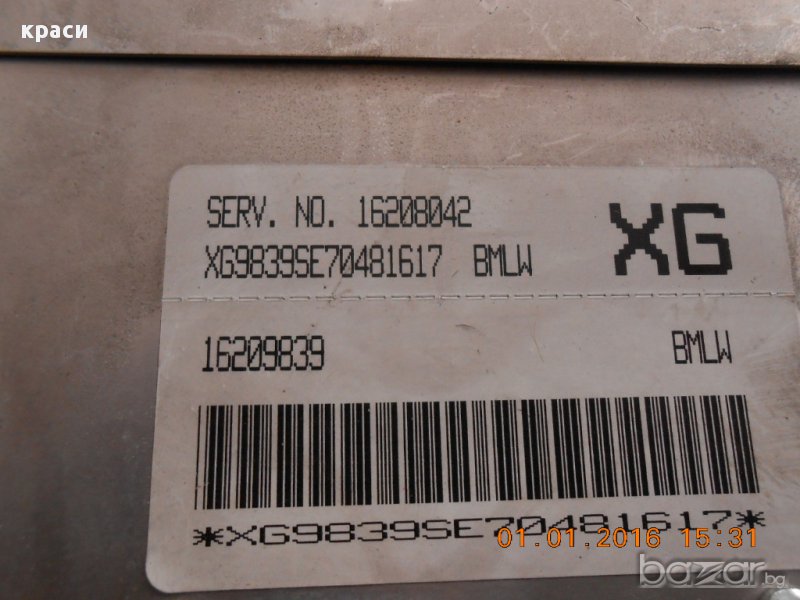 краси
SERV. NO. 16208042
XG
XG9839SE70481617 BMLW
16209839 BMLW
*XG9839SE70481617*
01.01.2016 15:31
bazar.bg